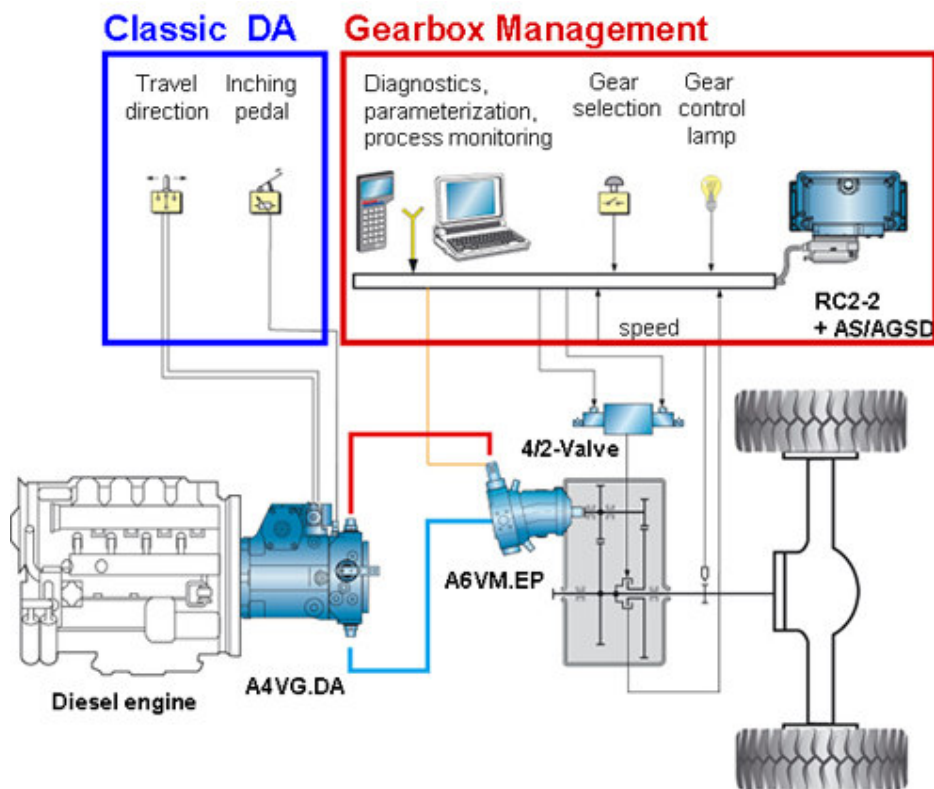 Classic DA
Gearbox Management
Travel
direction
Inching
pedal
Diagnostics,
parameterization,
process monitoring
Gear
selection
Gear
control
lamp
RC2-2
+ AS/AGSD
speed
4/2-Valve
A6VM.EP
A4VG.DA
Diesel engine